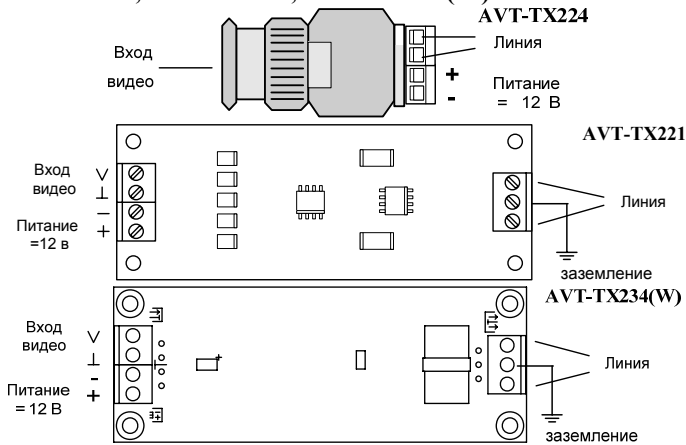 AVT-TX224
Вход
видео
Линия
+
-
Питание
= 12 В
AVT-TX221
Вход
видео
V
⊥
–
+
Питание
=12 в
Линия
заземление
AVT-TX234(W)
Вход
видео
V
⊥
-
+
Питание
=12 В
Линия
заземление